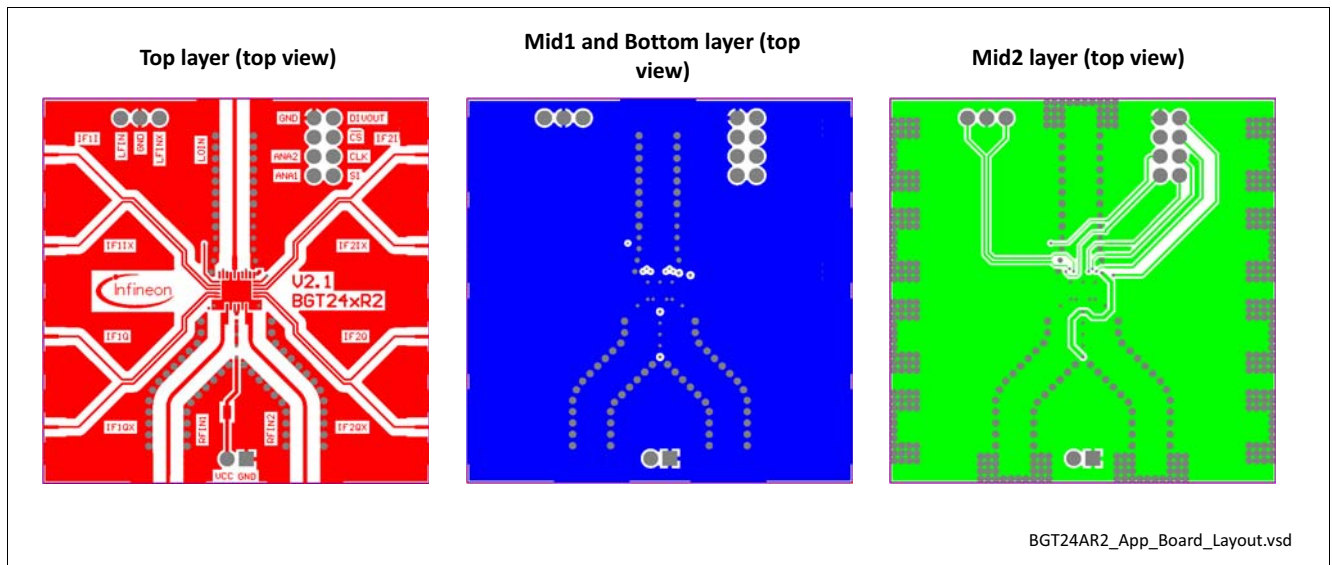 Top layer (top view)
Mid1 and Bottom layer (top
view)
Mid2 layer (top view)
IF1I
LFIN
GND
LFINX
LOIN
GND
DIVOUT
CS
ANA2
CLK
ANA1
SI
IF2I
IF1IX
IF2IX
Infineon
V2.1
BGT24xR2
IF1Q
IF2Q
IF1QX
RFIN1
RFIN2
IF2QX
VCC GND
BGT24AR2_App_Board_Layout.vsd